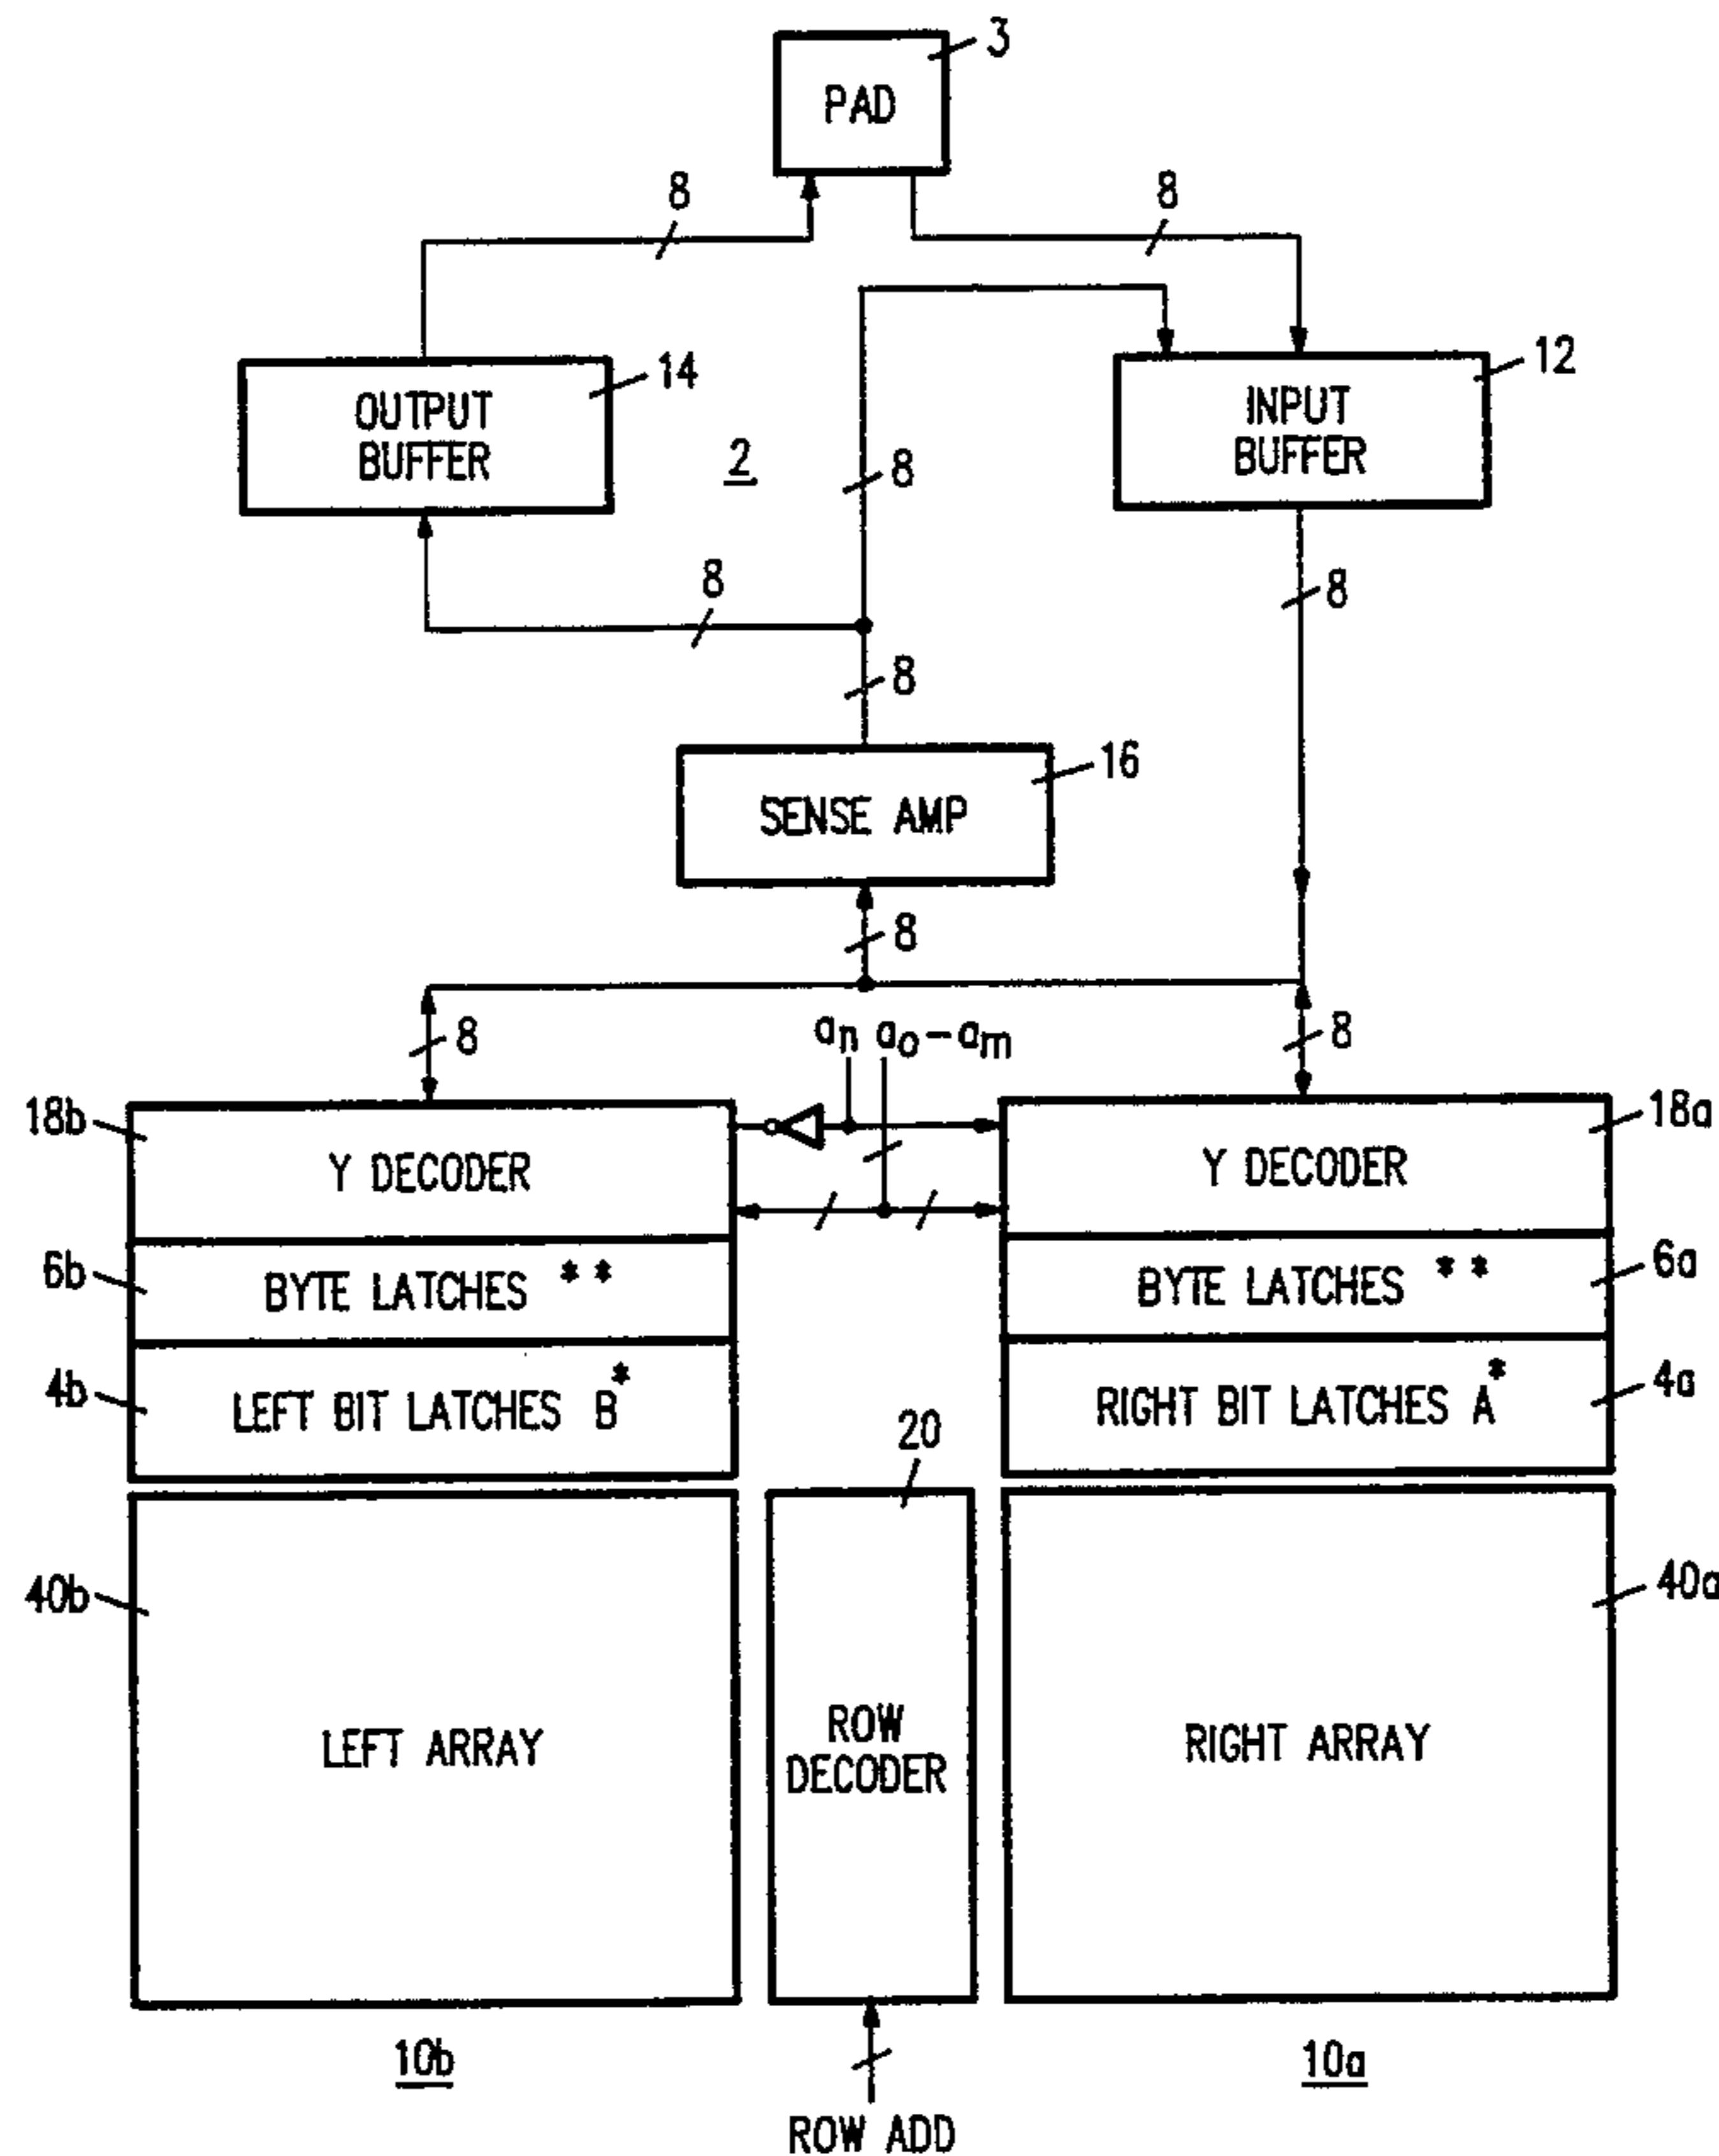 3
PAD
8
8
14
OUTPUT
BUFFER
2
12
INPUT
BUFFER
8
8
8
8
16
SENSE AMP
8
8
an
ao-am
8
18b
Y DECODER
18a
Y DECODER
6b
BYTE LATCHES **
6a
BYTE LATCHES **
4b
LEFT BIT LATCHES B*
4a
RIGHT BIT LATCHES A*
20
40b
LEFT ARRAY
ROW
DECODER
40a
RIGHT ARRAY
10b
10a
ROW ADD